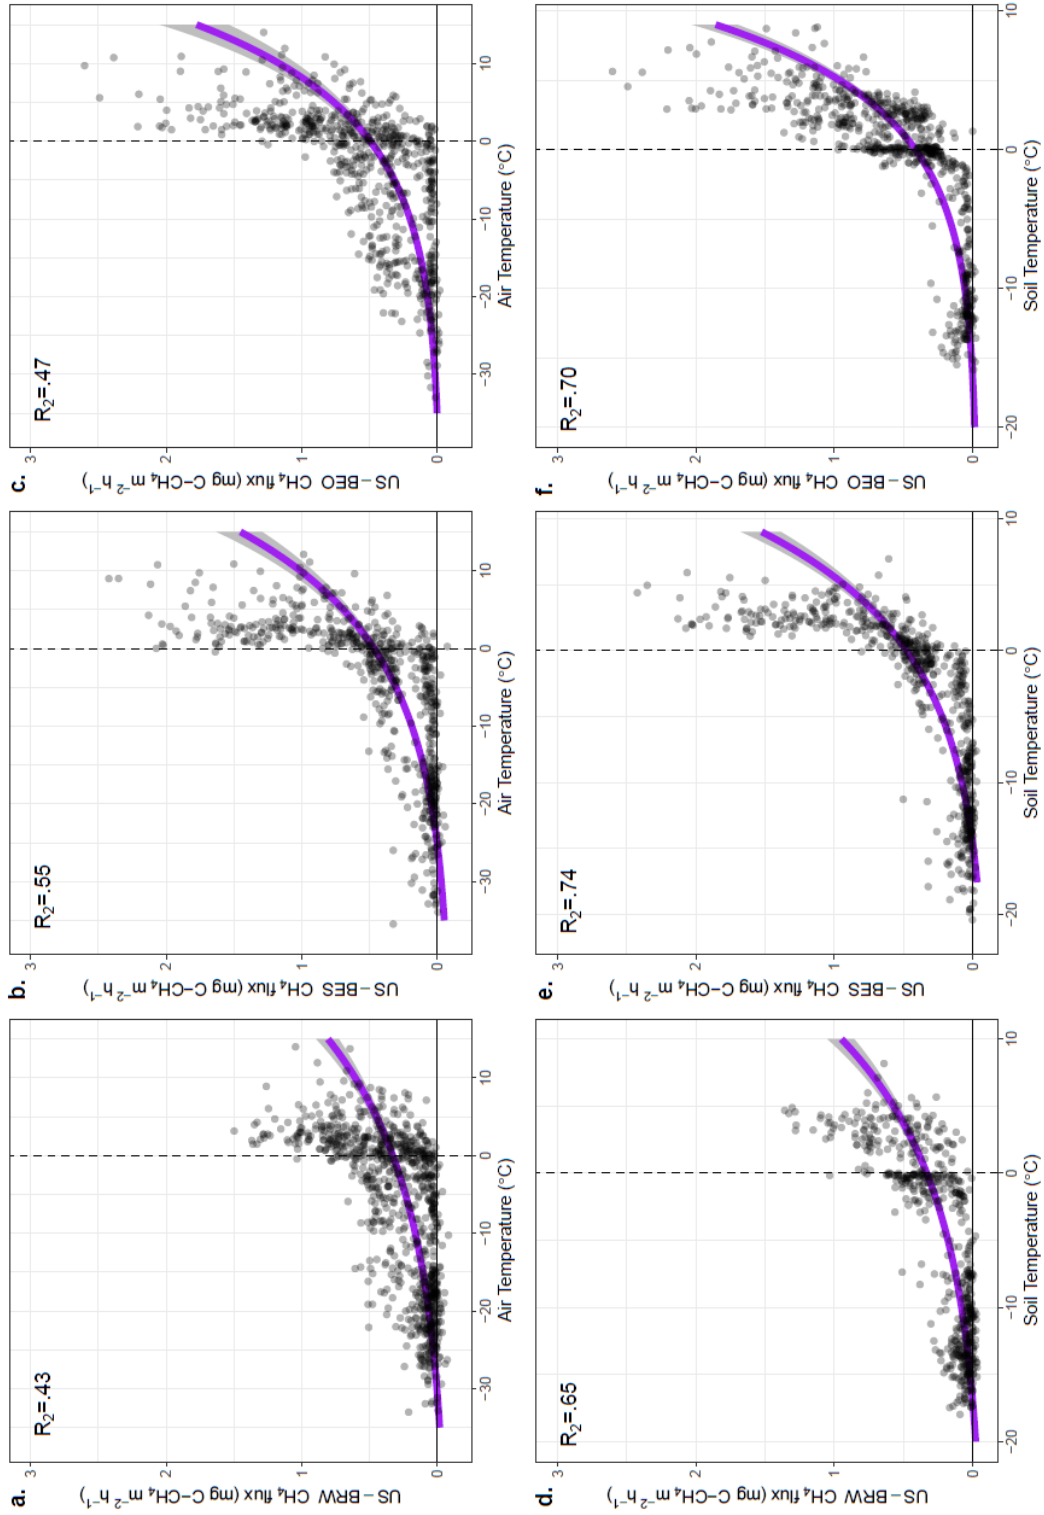 a.
R2=.43
US−BRW CH4 flux (mg C−CH4 m−2 h−1)
3
2
1
0
−30
−20
−10
0
10
Air Temperature (°C)
b.
R2=.55
US−BES CH4 flux (mg C−CH4 m−2 h−1)
3
2
1
0
−30
−20
−10
0
10
Air Temperature (°C)
c.
R2=.47
US−BEO CH4 flux (mg C−CH4 m−2 h−1)
3
2
1
0
−30
−20
−10
0
10
Air Temperature (°C)
d.
R2=.65
US−BRW CH4 flux (mg C−CH4 m−2 h−1)
3
2
1
0
−20
−10
0
10
Soil Temperature (°C)
e.
R2=.74
US−BES CH4 flux (mg C−CH4 m−2 h−1)
3
2
1
0
−20
−10
0
10
Soil Temperature (°C)
f.
R2=.70
US−BEO CH4 flux (mg C−CH4 m−2 h−1)
3
2
1
0
−20
−10
0
10
Soil Temperature (°C)